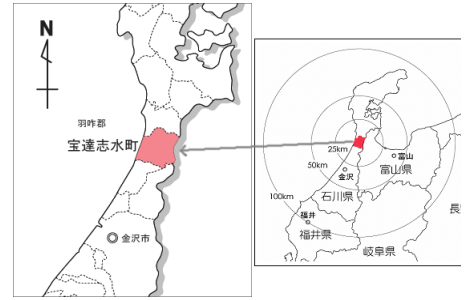 N
羽咋郡
宝達志水町
金沢市
25km
50km
100km
金沢
富山
富山県
石川県
福井
福井県
岐阜県
長